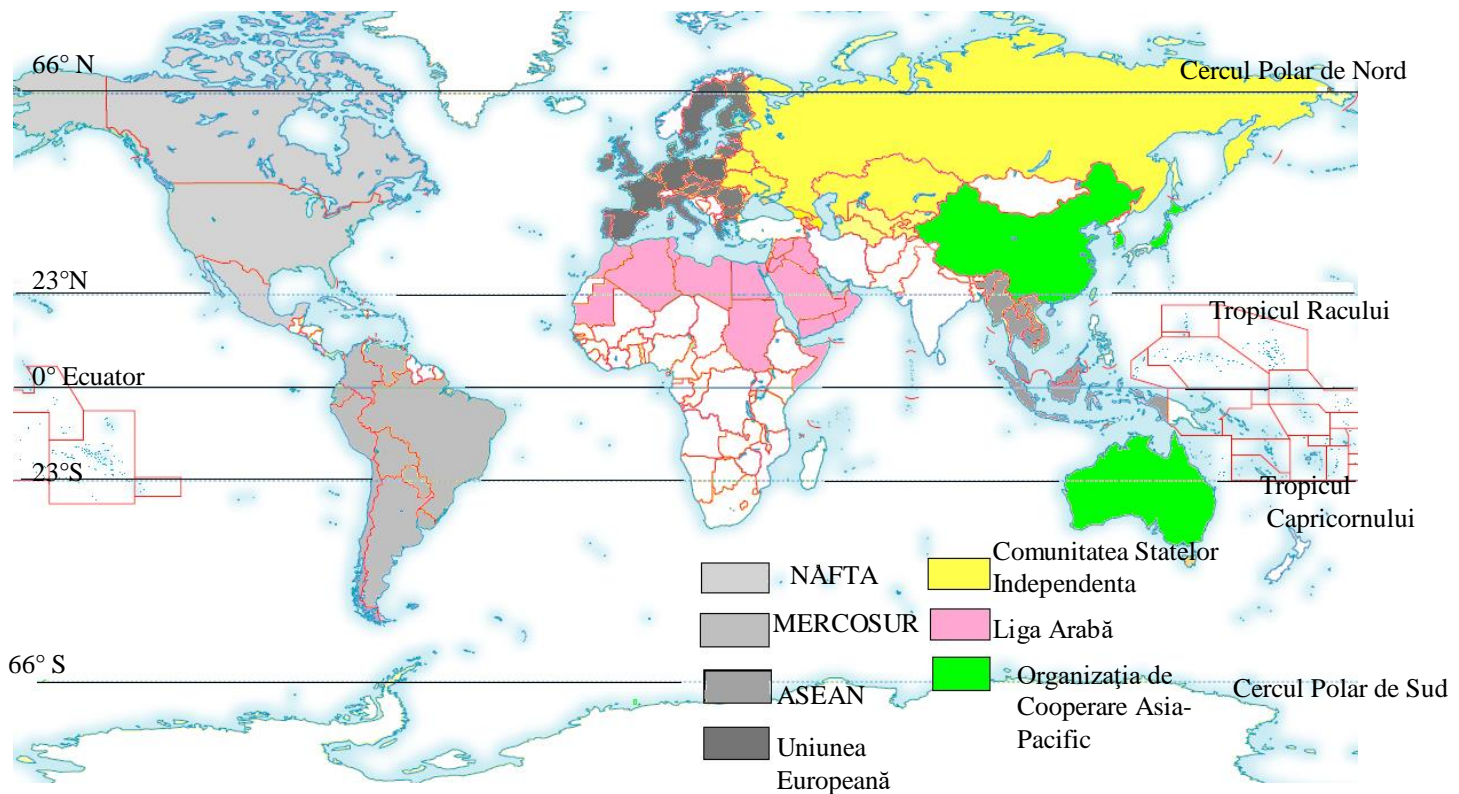 66° N
Cercul Polar de Nord
23°N
Tropicul Racului
0° Ecuator
23°S
Tropicul
Capricornului
NAFTA
MERCOSUR
ASEAN
Uniunea
Europeană
Comunitatea Statelor
Independenta
Liga Arabă
Organizaţia de
Cooperare Asia-
Pacific
66° S
Cercul Polar de Sud